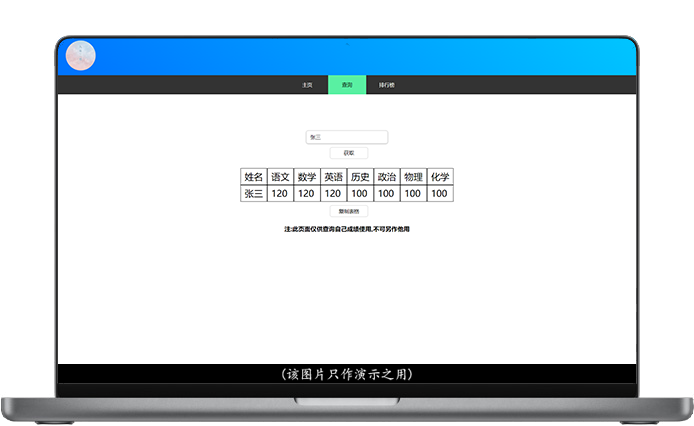 主页 查询 排行榜
张三
获取
姓名 语文 数学 英语 历史 政治 物理 化学
张三 120 120 120 100 100 100 100
复制表格
注:此页面仅供查询自己成绩使用,不可另作他用
(该图片只作演示之用)